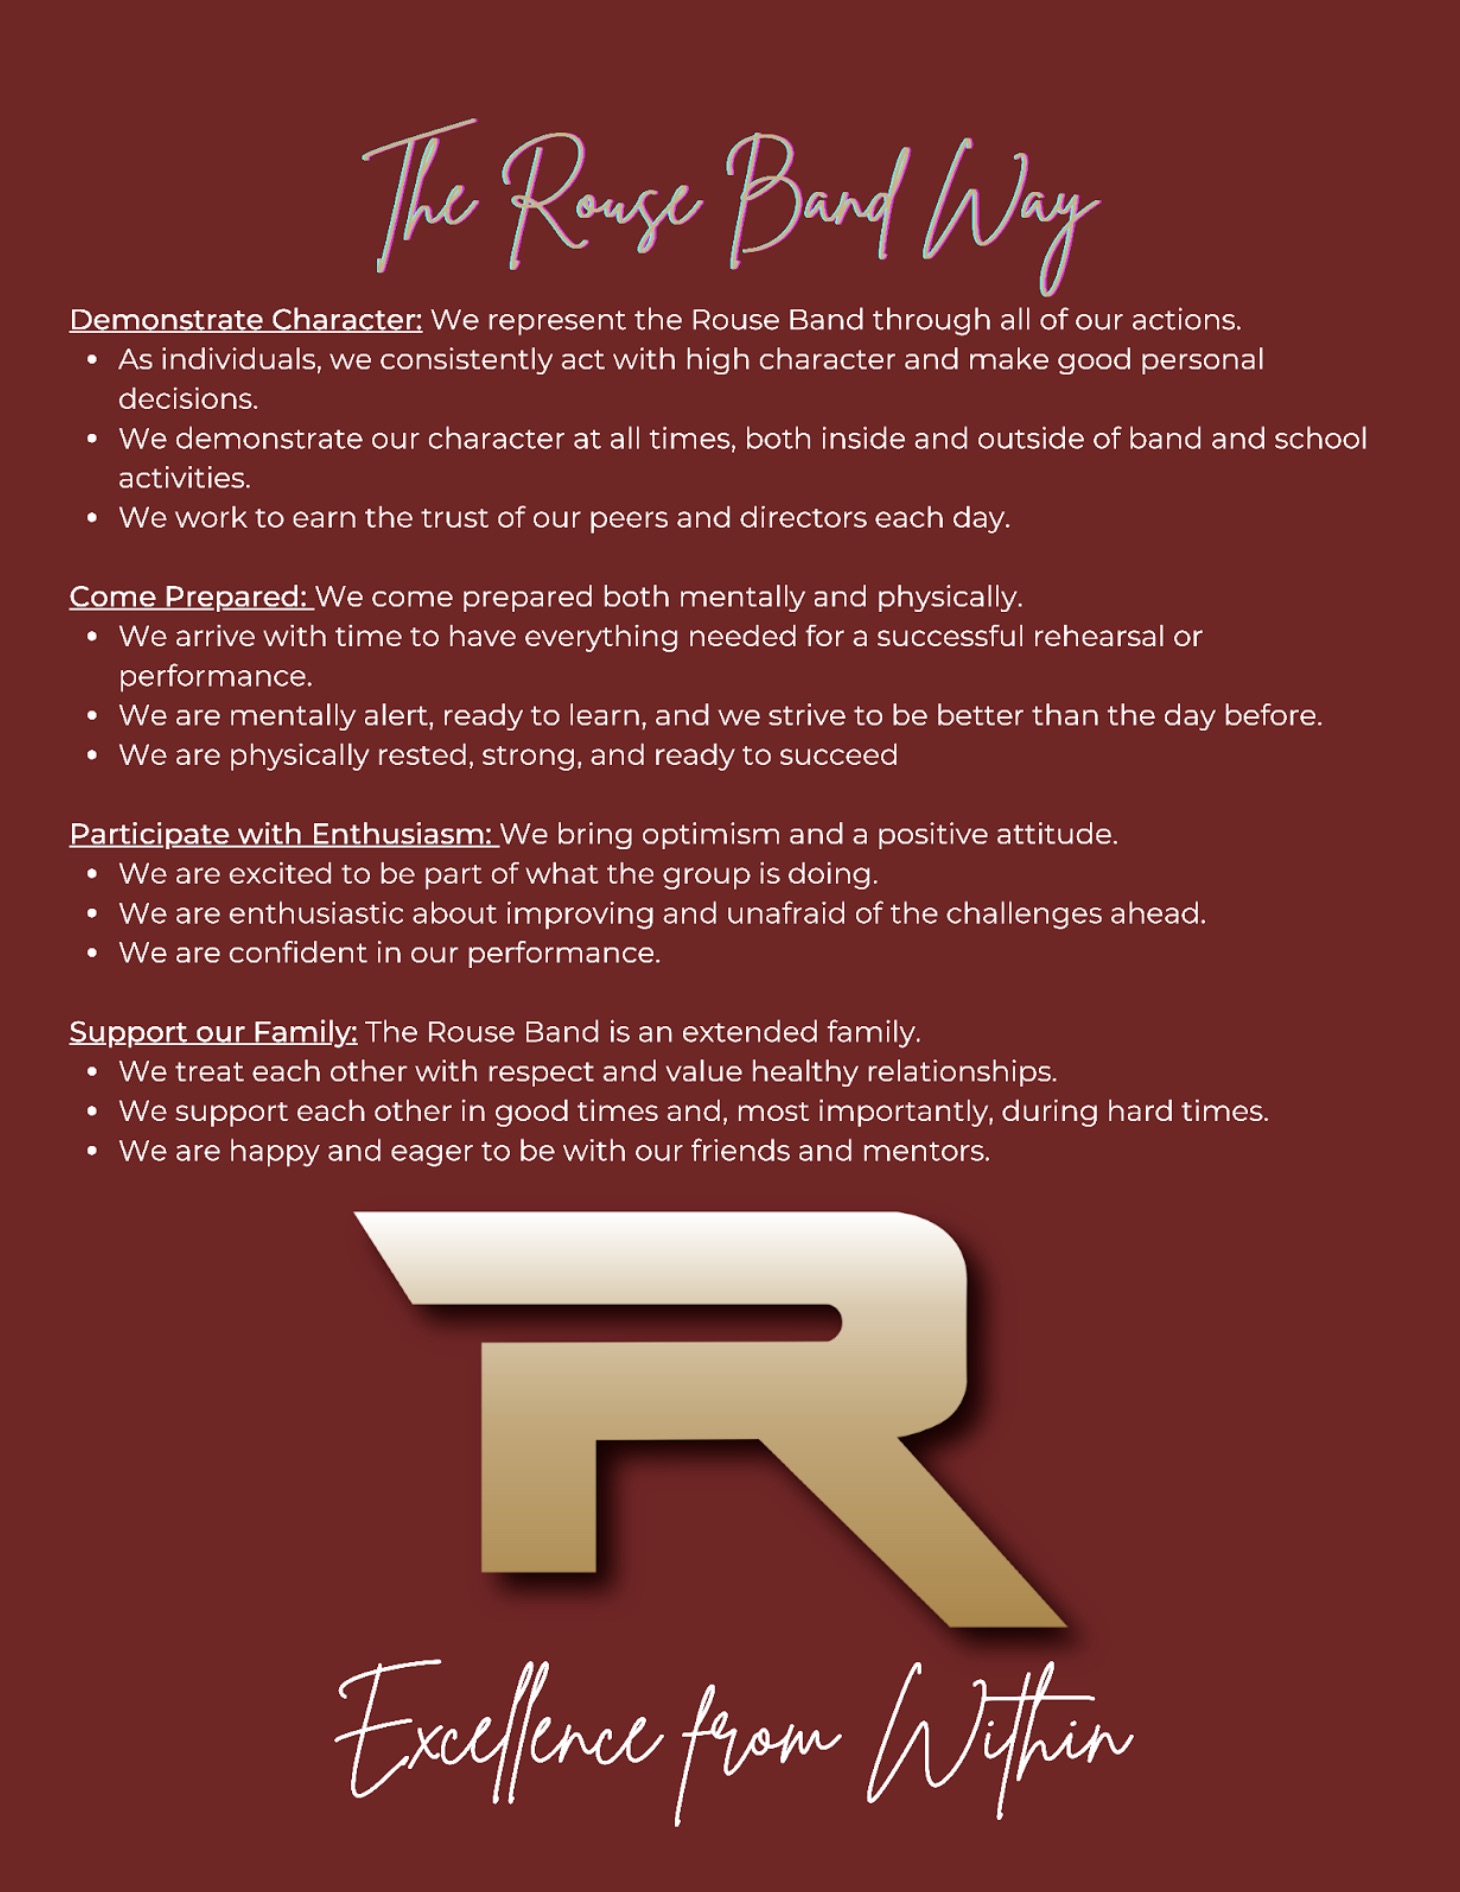 The Rouse Band Way
Demonstrate Character: We represent the Rouse Band through all of our actions.
• As individuals, we consistently act with high character and make good personal
decisions.
• We demonstrate our character at all times, both inside and outside of band and school
activities.
• We work to earn the trust of our peers and directors each day.
Come Prepared: We come prepared both mentally and physically.
• We arrive with time to have everything needed for a successful rehearsal or
performance.
• We are mentally alert, ready to learn, and we strive to be better than the day before.
• We are physically rested, strong, and ready to succeed
Participate with Enthusiasm: We bring optimism and a positive attitude.
• We are excited to be part of what the group is doing.
• We are enthusiastic about improving and unafraid of the challenges ahead.
• We are confident in our performance.
Support our Family: The Rouse Band is an extended family.
• We treat each other with respect and value healthy relationships.
• We support each other in good times and, most importantly, during hard times.
• We are happy and eager to be with our friends and mentors.
R
Excellence from Within